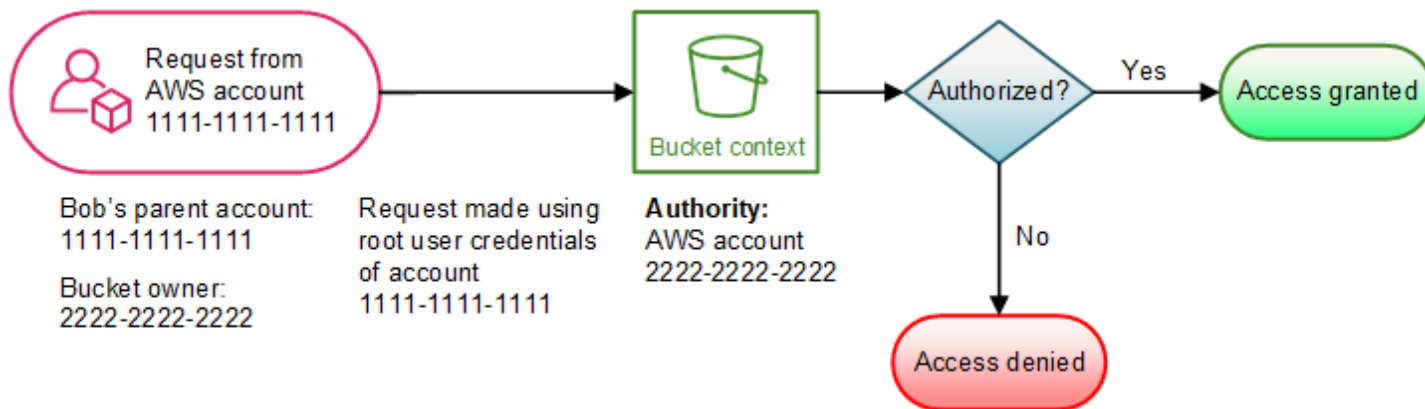 Request from
AWS account
1111-1111-1111
Bucket context
Authorized?
Yes
Access granted
Bob's parent account:
1111-1111-1111
Bucket owner:
2222-2222-2222
Request made using
root user credentials
of account
1111-1111-1111
Authority:
AWS account
2222-2222-2222
No
Access denied